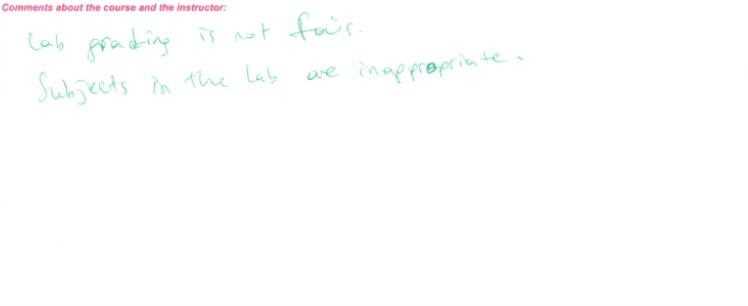 Comments about the course and the instructor:
Lab grading is not fair.
Subjects in the lab are inappropriate.